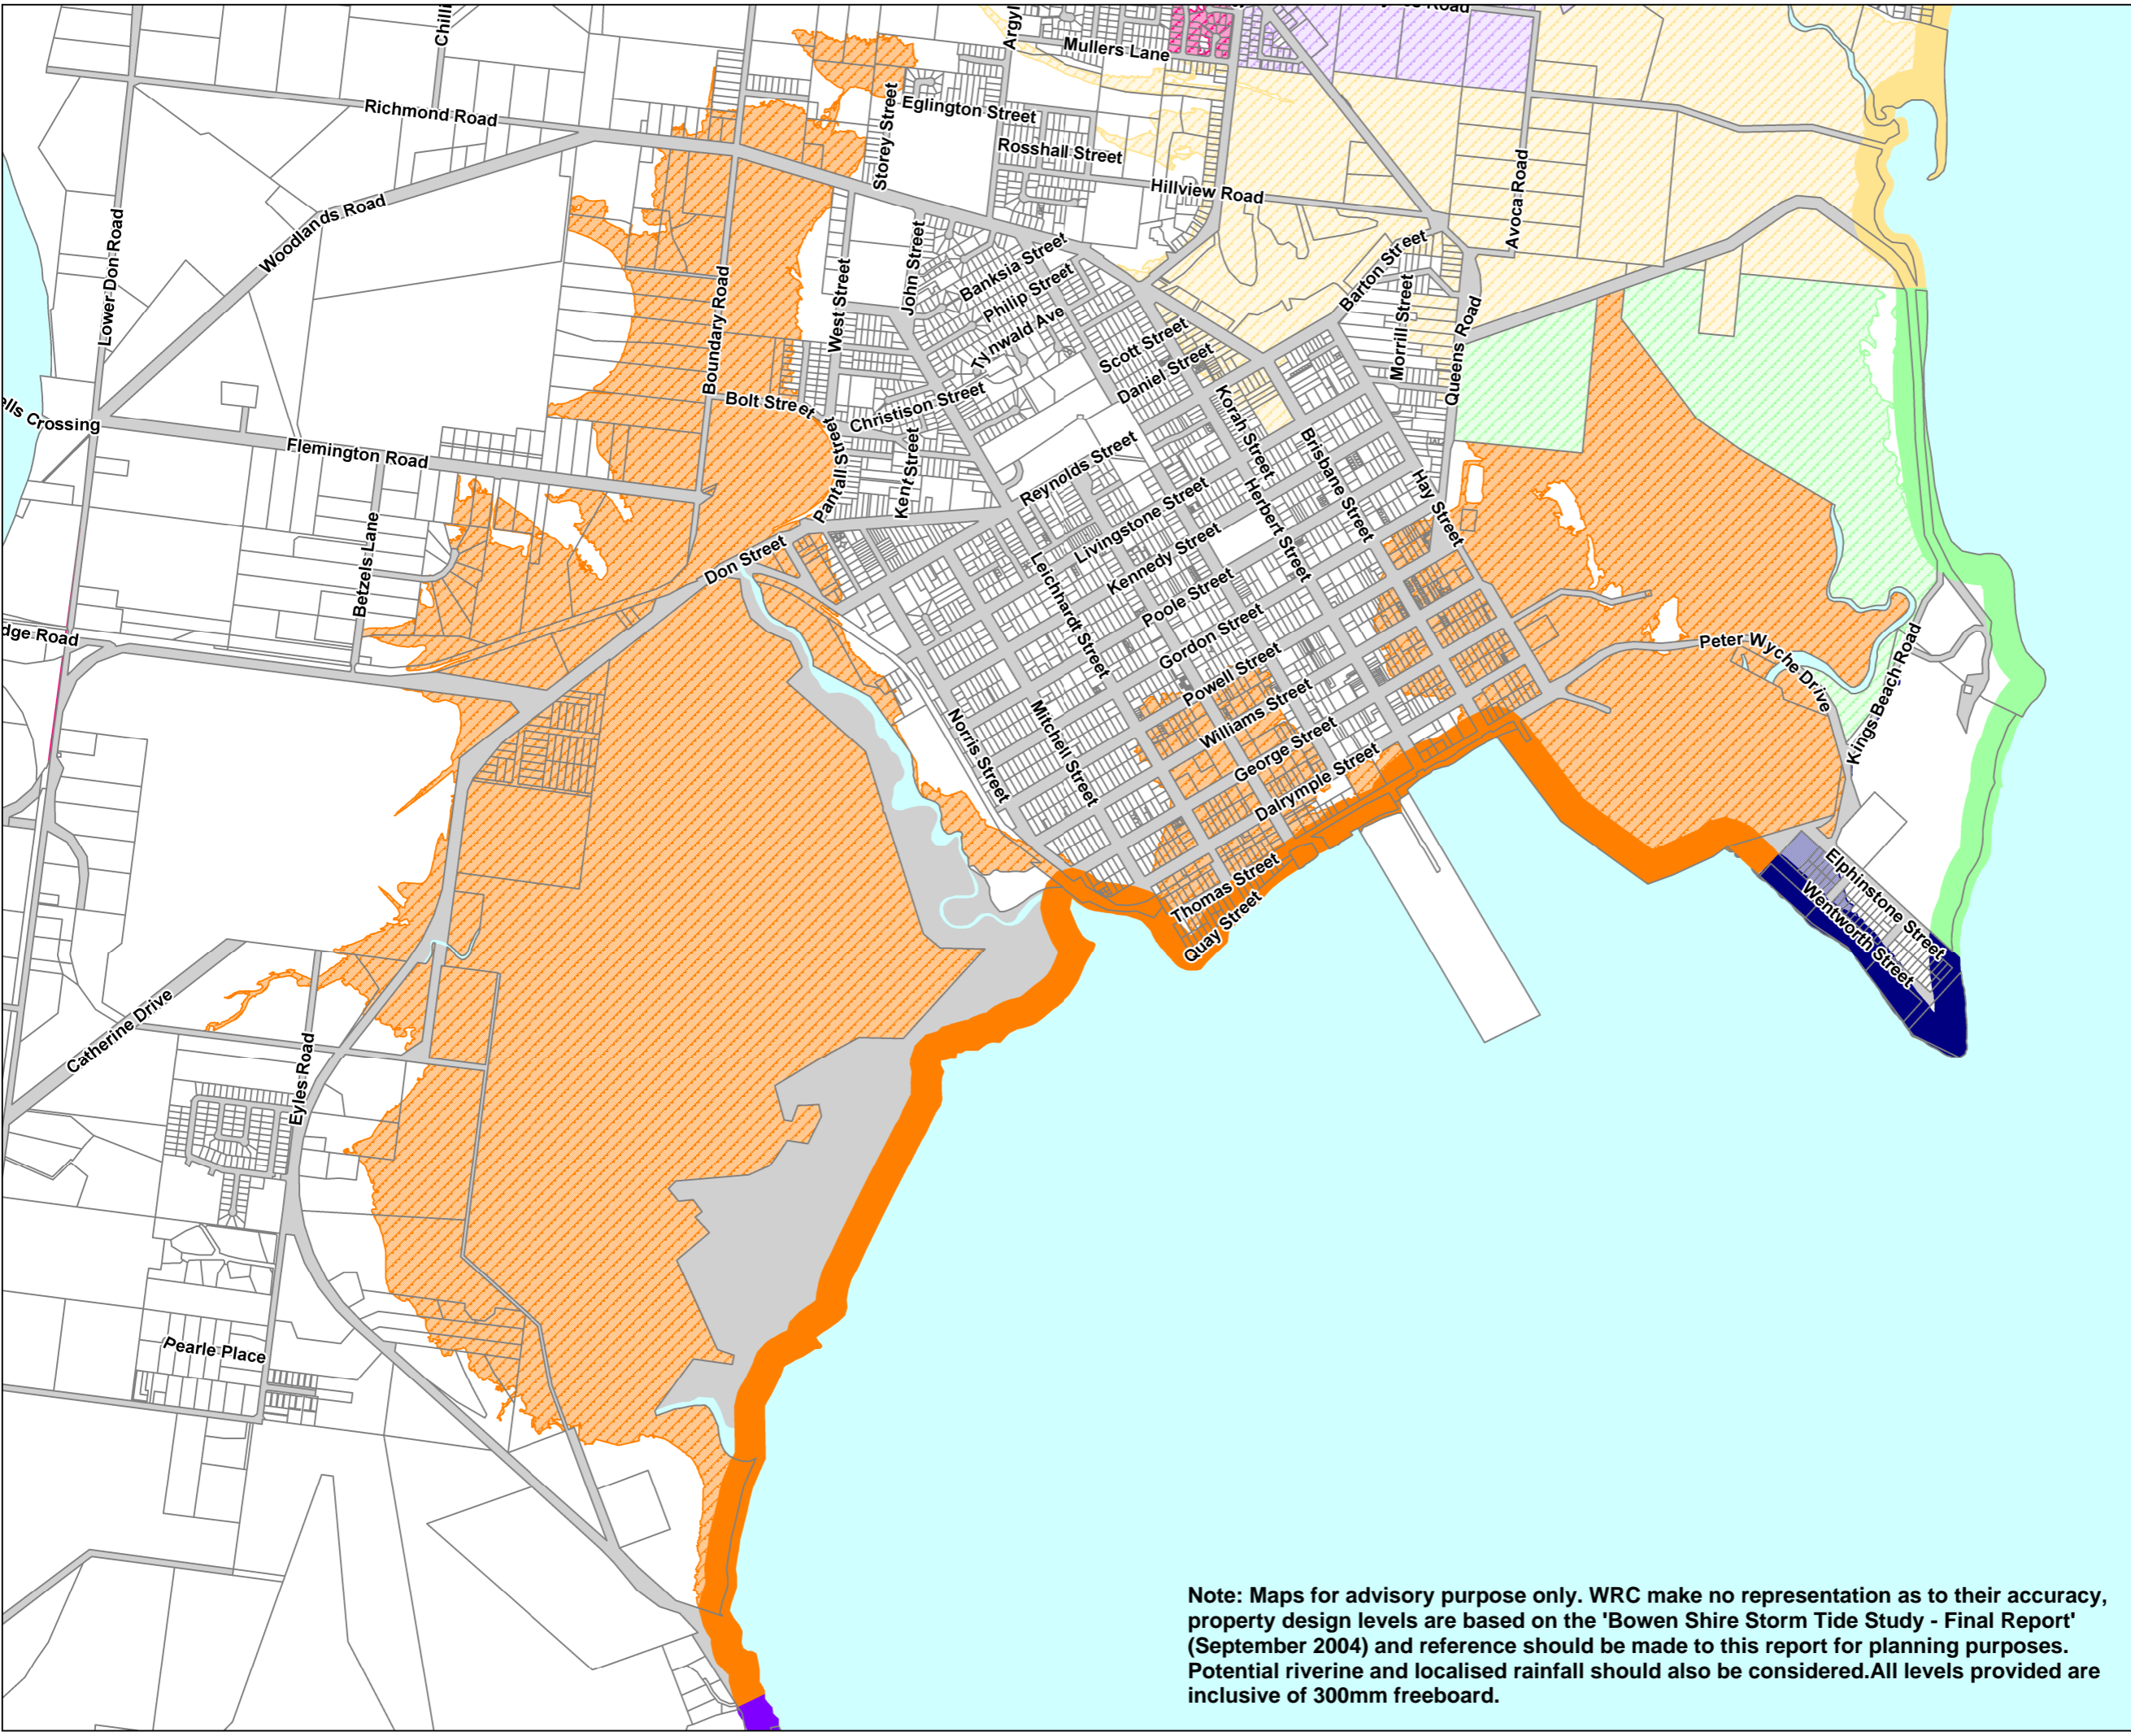 Road
Chilli
Argyl
Mullers Lane
Richmond Road
Eglington Street
Storey Street
Rosshall Street
Hillview Road
Avoca Road
Woodlands Road
Lower Don Road
Boundary Road
West Street
John Street
Banksia Street
Philip Street
Tynwald Ave
Barton Street
Morrill Street
Queens Road
Scott Street
Daniel Street
Bolt Street
Christison Street
Pantall Street
Kent Street
Korah Street
Brisbane Street
Hay Street
ells Crossing
Flemington Road
Reynolds Street
Livingstone Street
Herbert Street
Kennedy Street
Betzels Lane
Don Street
Leichhardt Street
Poole Street
Gordon Street
Powell Street
dge Road
Peter Wyche Drive
Kings Beach Road
Williams Street
George Street
Dalrymple Street
Norris Street
Mitchell Street
Thomas Street
Quay Street
Elphinstone Street
Wentworth Street
Catherine Drive
Eyles Road
Pearle Place
Note: Maps for advisory purpose only. WRC make no representation as to their accuracy,
property design levels are based on the 'Bowen Shire Storm Tide Study - Final Report'
(September 2004) and reference should be made to this report for planning purposes.
Potential riverine and localised rainfall should also be considered.All levels provided are
inclusive of 300mm freeboard.